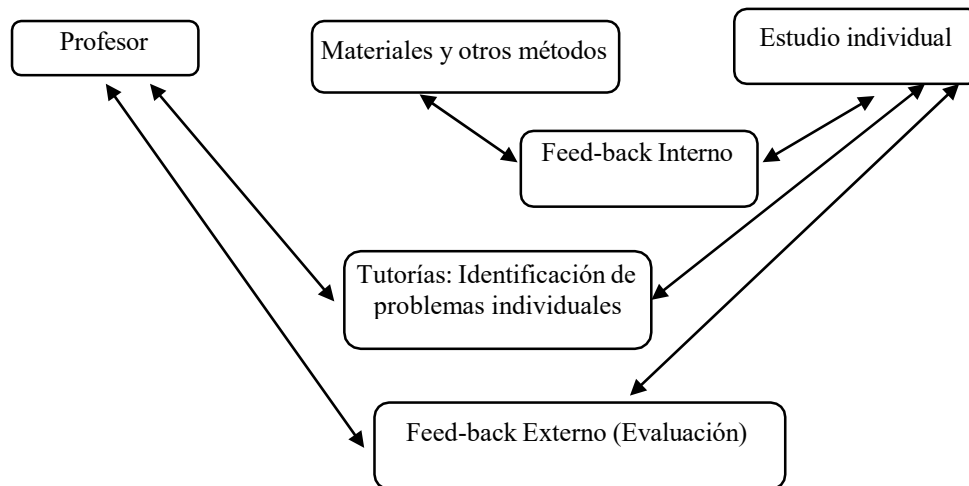 Profesor
Materiales y otros métodos
Estudio individual
Feed-back Interno
Tutorías: Identificación de
problemas individuales
Feed-back Externo (Evaluación)